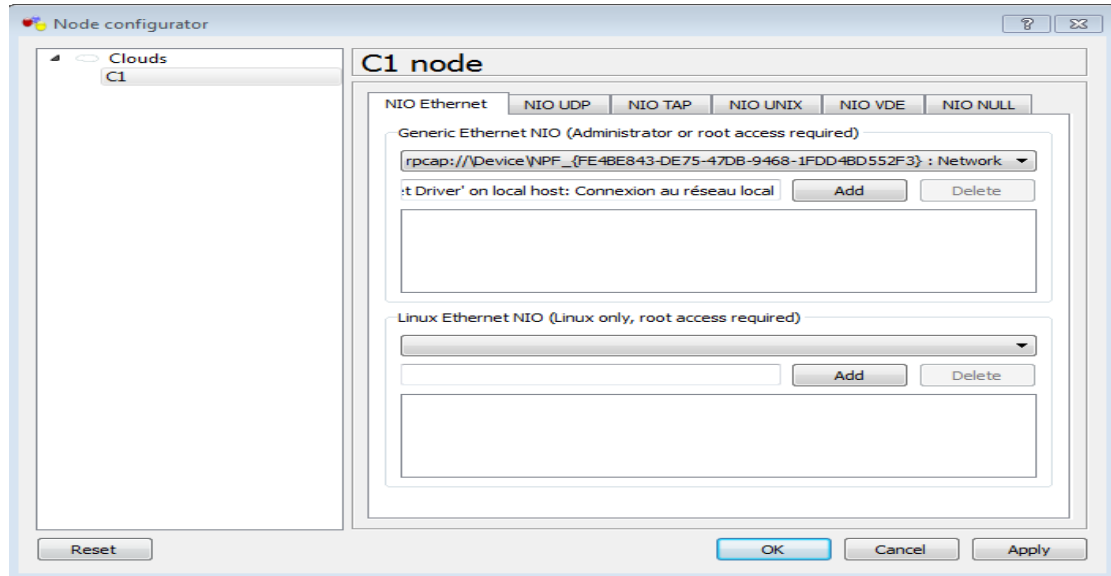 Node configurator
Clouds
C1
C1 node
NIO Ethernet NIO UDP NIO TAP NIO UNIX NIO VDE NIO NULL
Generic Ethernet NIO (Administrator or root access required)
rpcap://\Device\NPF_{FE4BE843-DE75-47DB-9468-1FDD4BD552F3} : Network
:t Driver' on local host: Connexion au réseau local Add Delete
Linux Ethernet NIO (Linux only, root access required)
Add Delete
Reset OK Cancel Apply